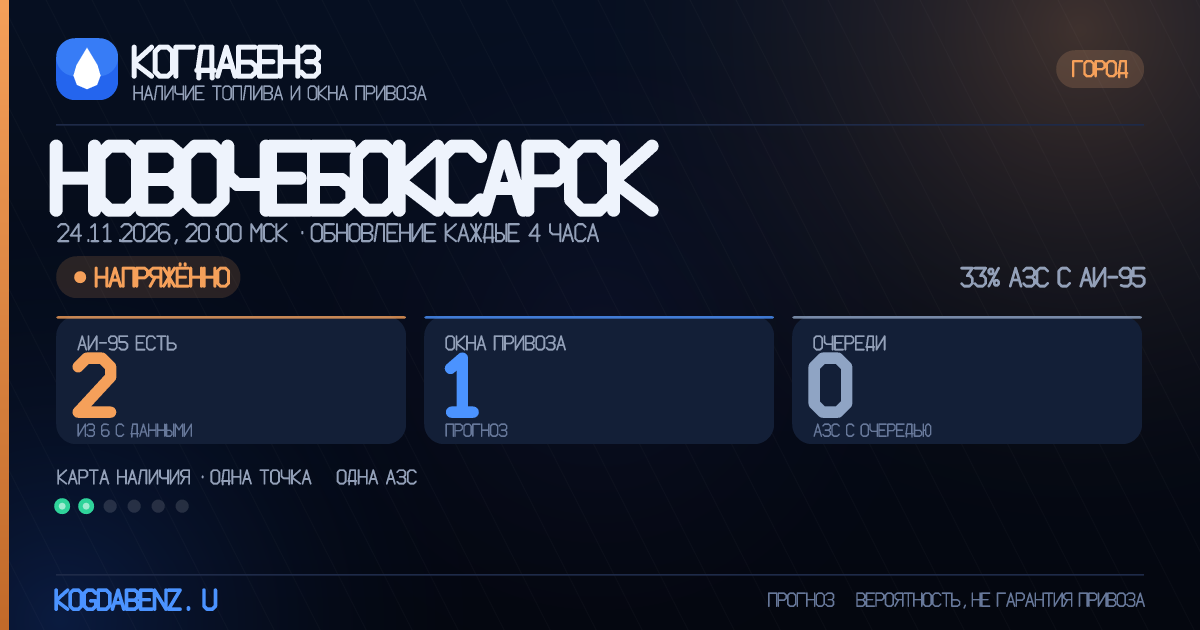 КОГДАБЕНЗ
НАЛИЧИЕ ТОПЛИВА И ОКНА ПРИВОЗА
ГОРОД
НОВОЧЕБОКСАРСК
24.11.2026, 20:00 МСК · ОБНОВЛЕНИЕ КАЖДЫЕ 4 ЧАСА
НАПРЯЖЁННО
33% АЗС С АИ-95
АИ-95 ЕСТЬ
2
ИЗ 6 С ДАННЫМИ
ОКНА ПРИВОЗА
1
ПРОГНОЗ
ОЧЕРЕДИ
0
АЗС С ОЧЕРЕДЬЮ
КАРТА НАЛИЧИЯ · ОДНА ТОЧКА ОДНА АЗС
KOGDABENZ. U
ПРОГНОЗ ВЕРОЯТНОСТЬ, НЕ ГАРАНТИЯ ПРИВОЗА